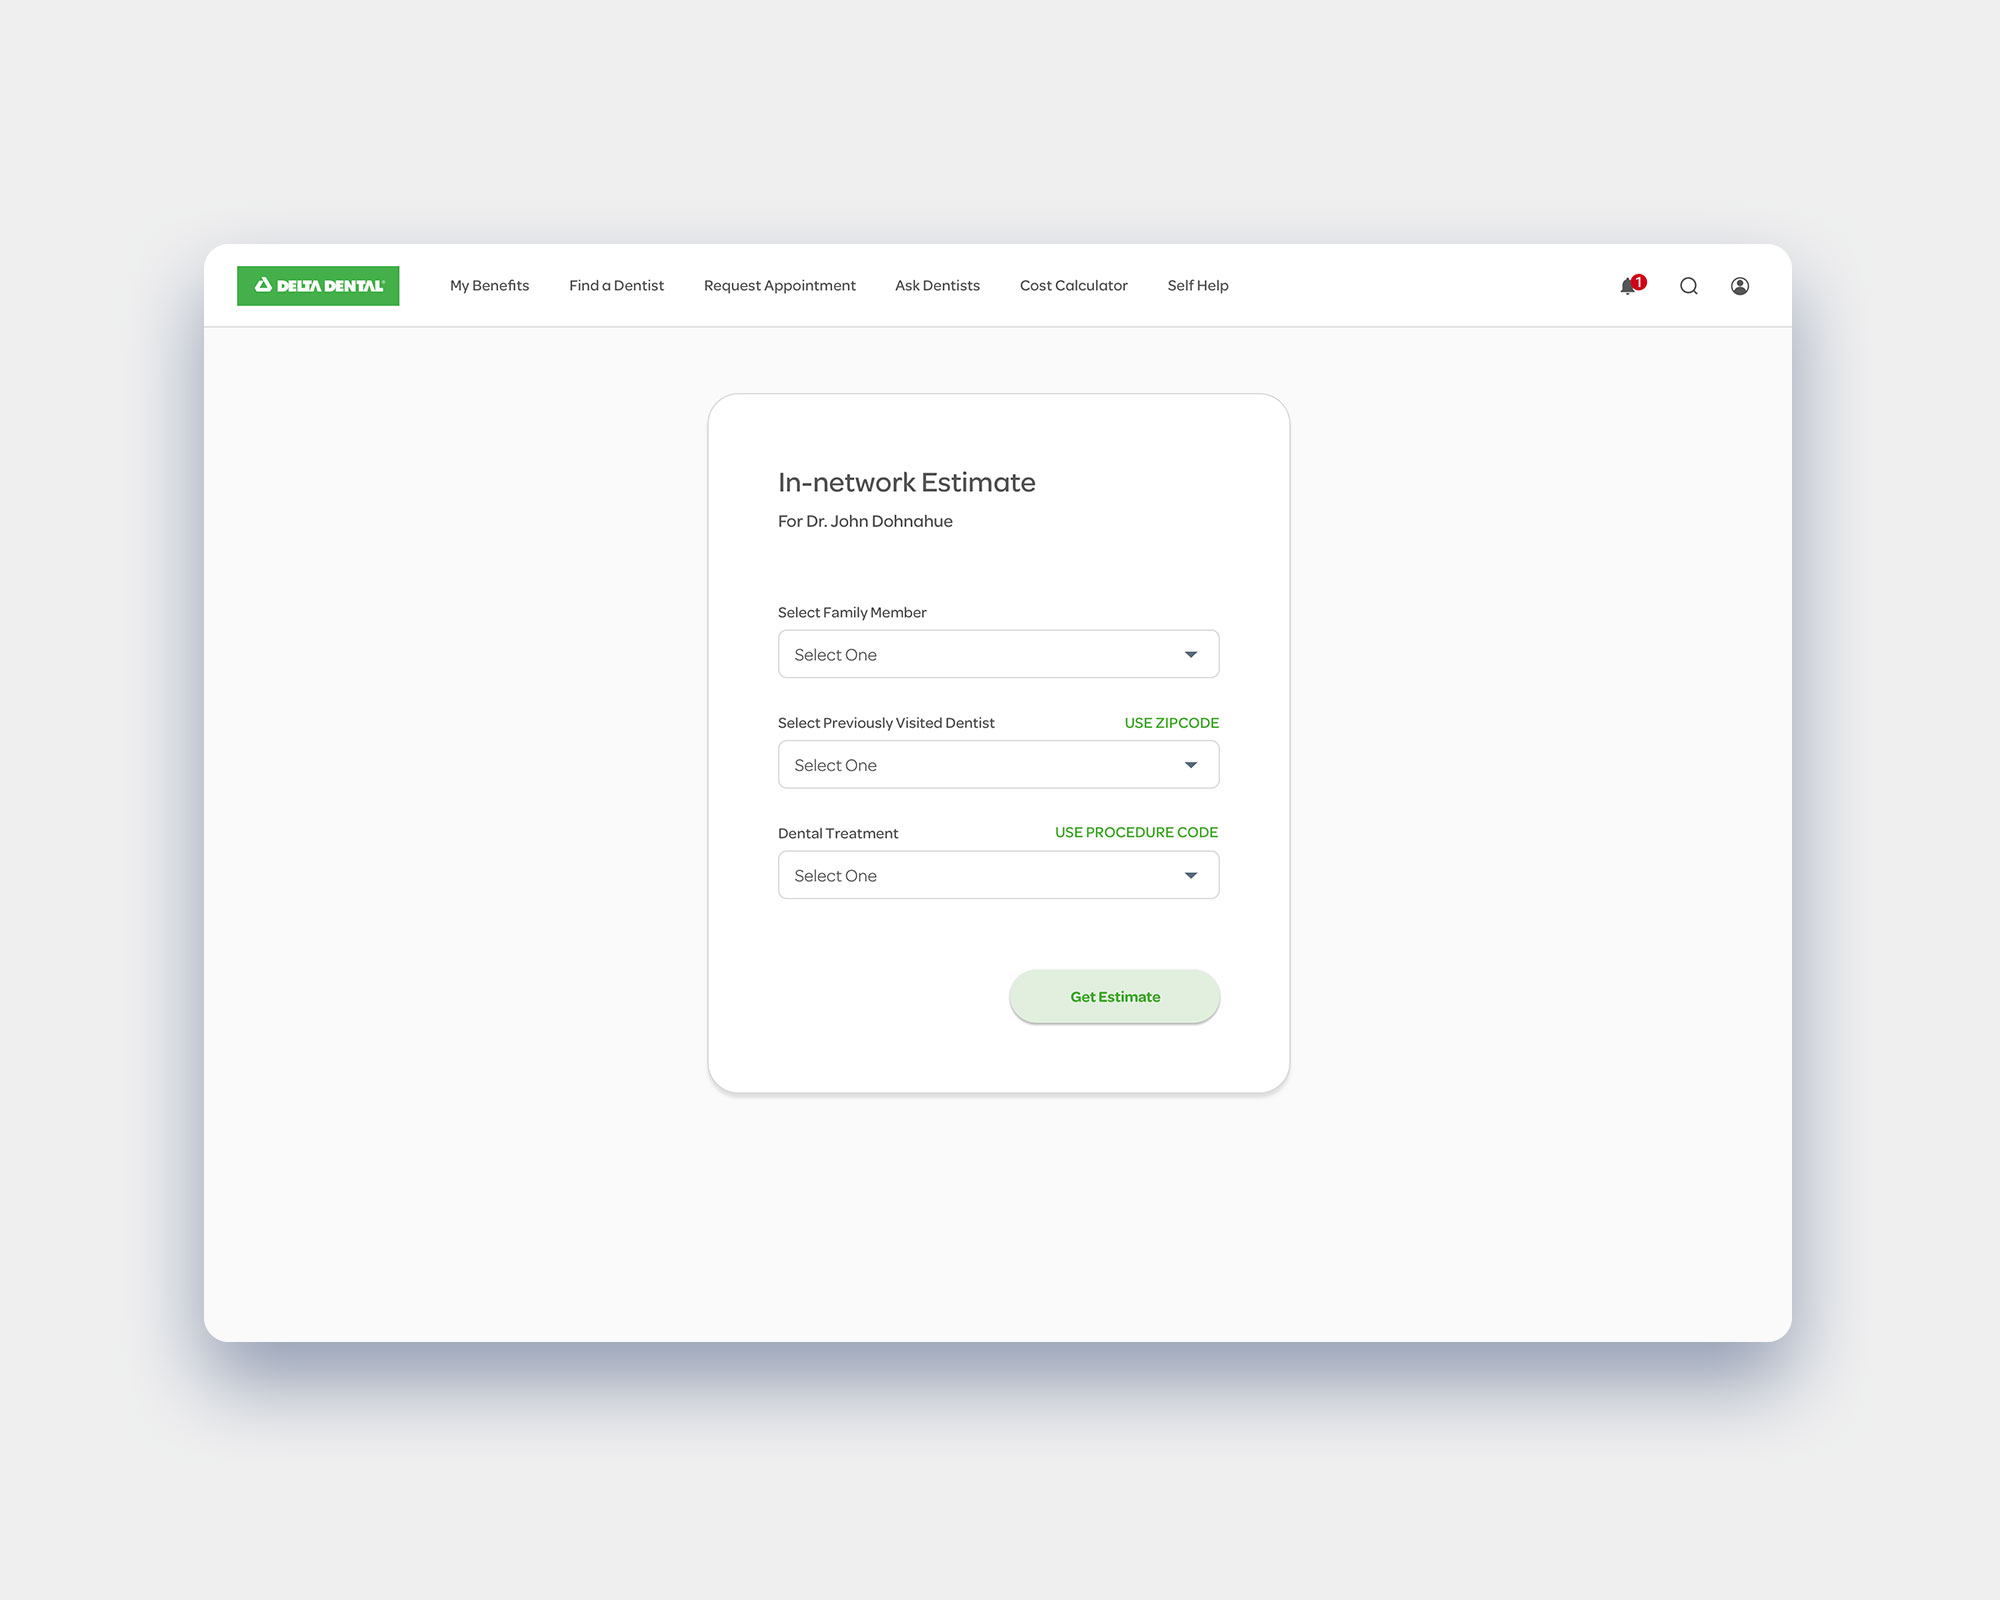 DELTA DENTAL
My Benefits
Find a Dentist
Request Appointment
Ask Dentists
Cost Calculator
Self Help
1
In-network Estimate
For Dr. John Dohnahue
Select Family Member
Select One
Select Previously Visited Dentist
USE ZIPCODE
Select One
Dental Treatment
USE PROCEDURE CODE
Select One
Get Estimate